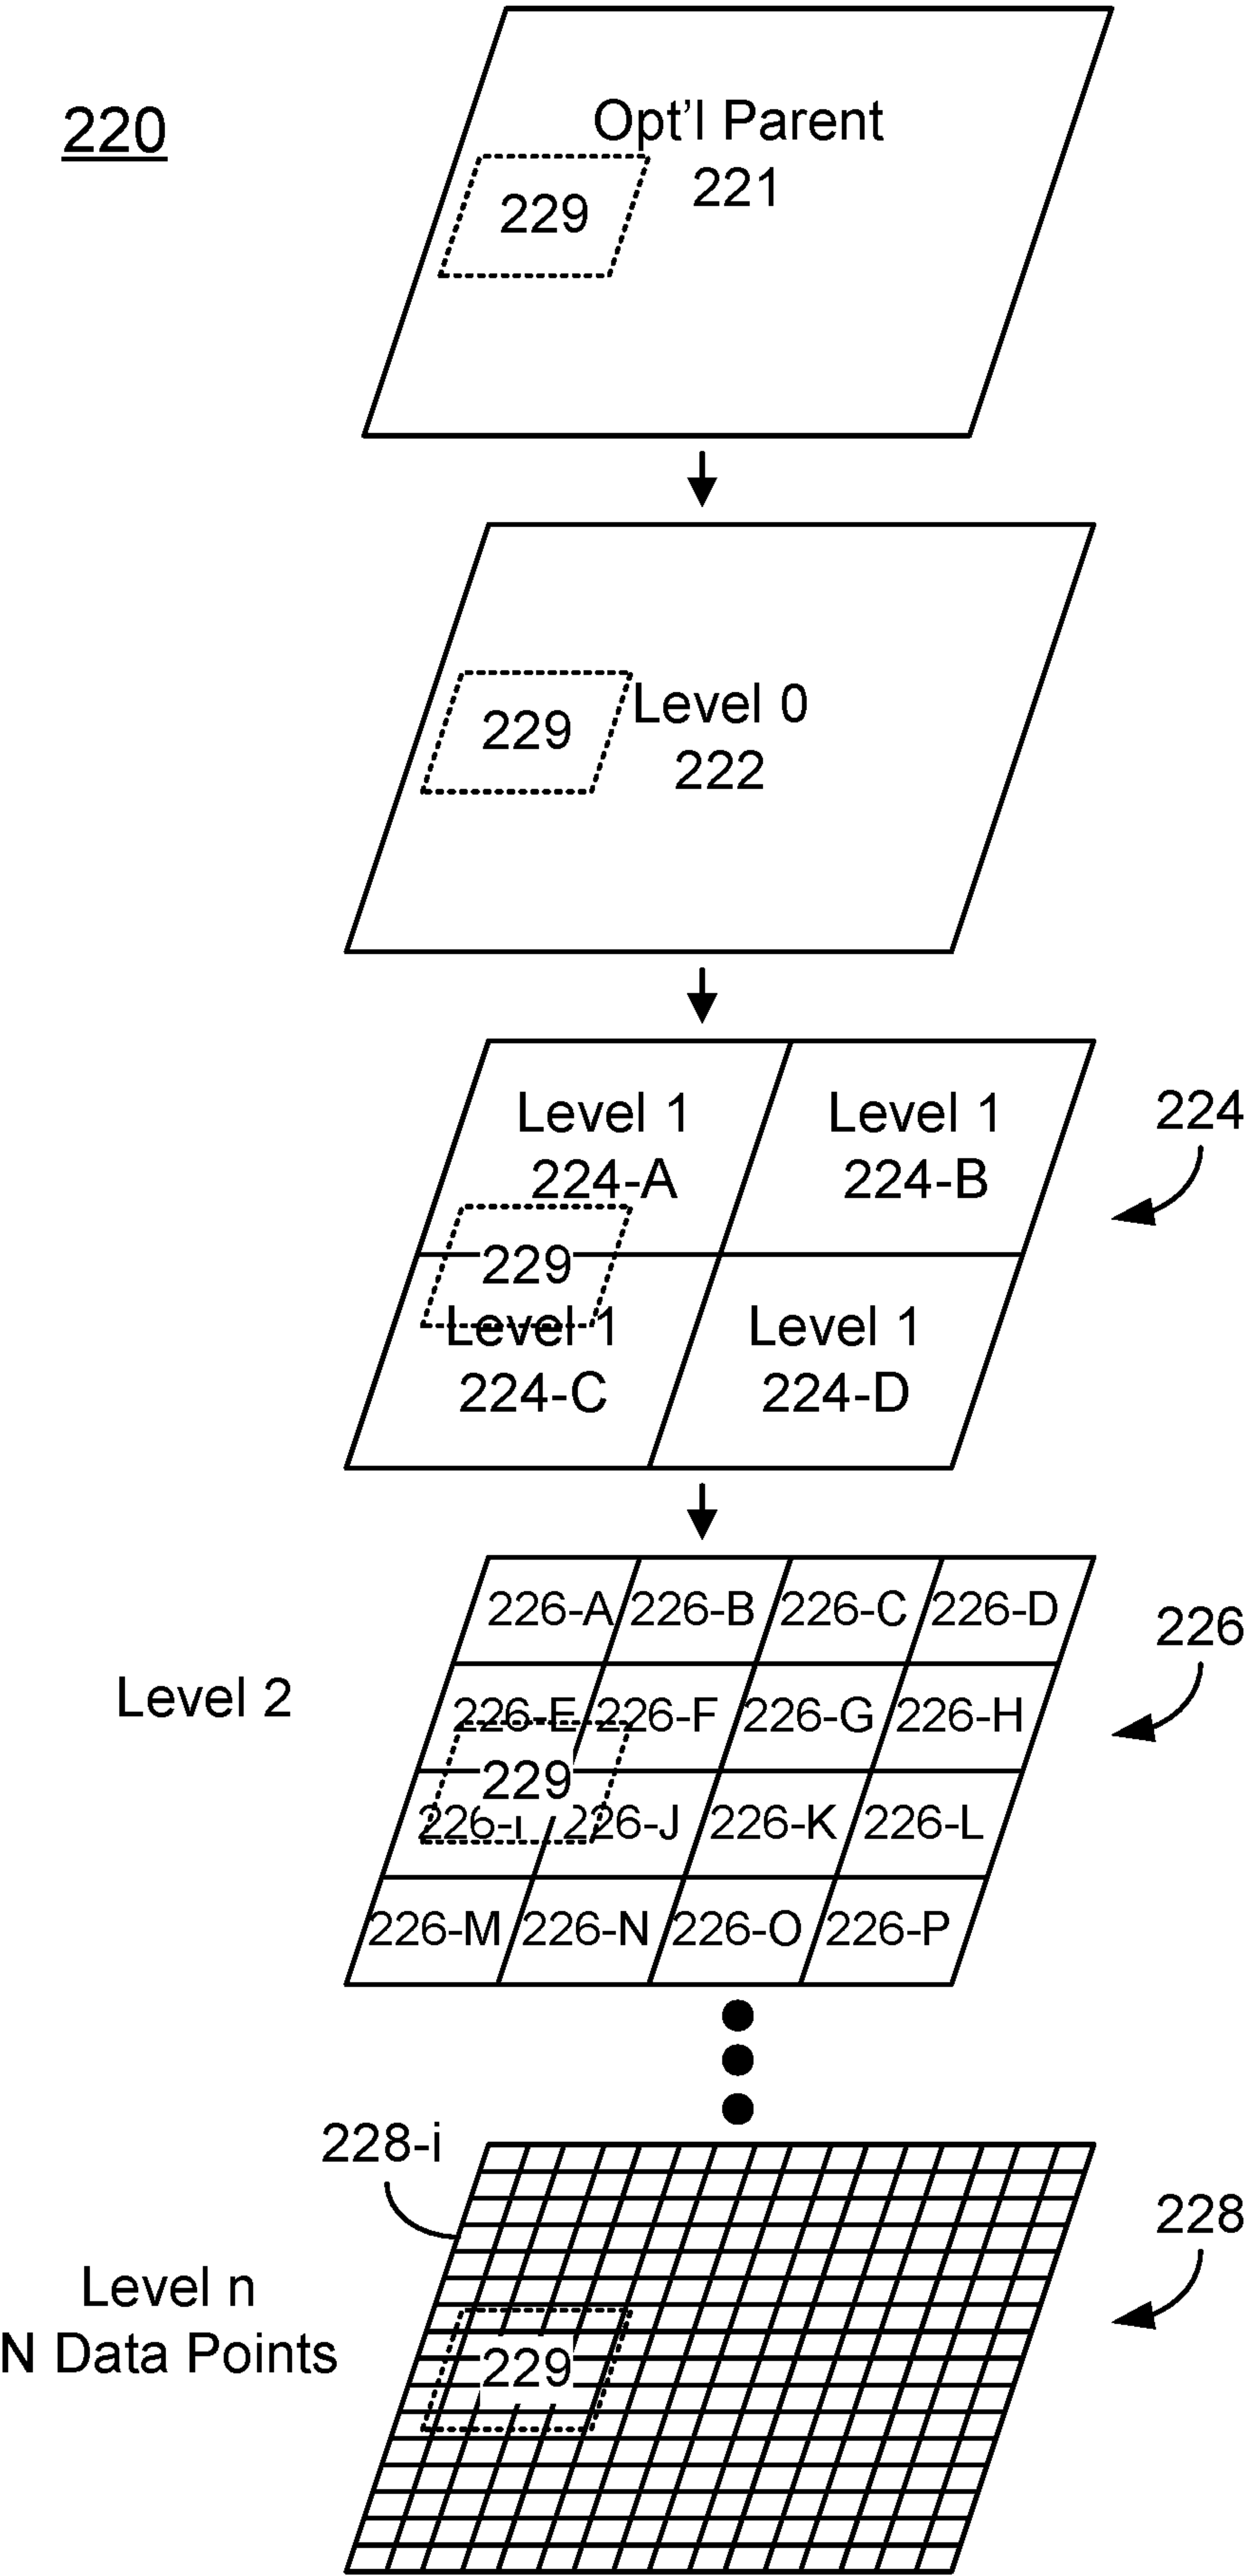 220
Opt'l Parent
221
229
229
Level 0
222
Level 1
224-A
Level 1
224-B
224
229
Level 1
224-C
Level 1
224-D
226-A 226-B 226-C 226-D
226
Level 2
226-E 226-F 226-G 226-H
229
226-I 226-J 226-K 226-L
226-M 226-N 226-O 226-P
228-i
228
Level n
N Data Points
229